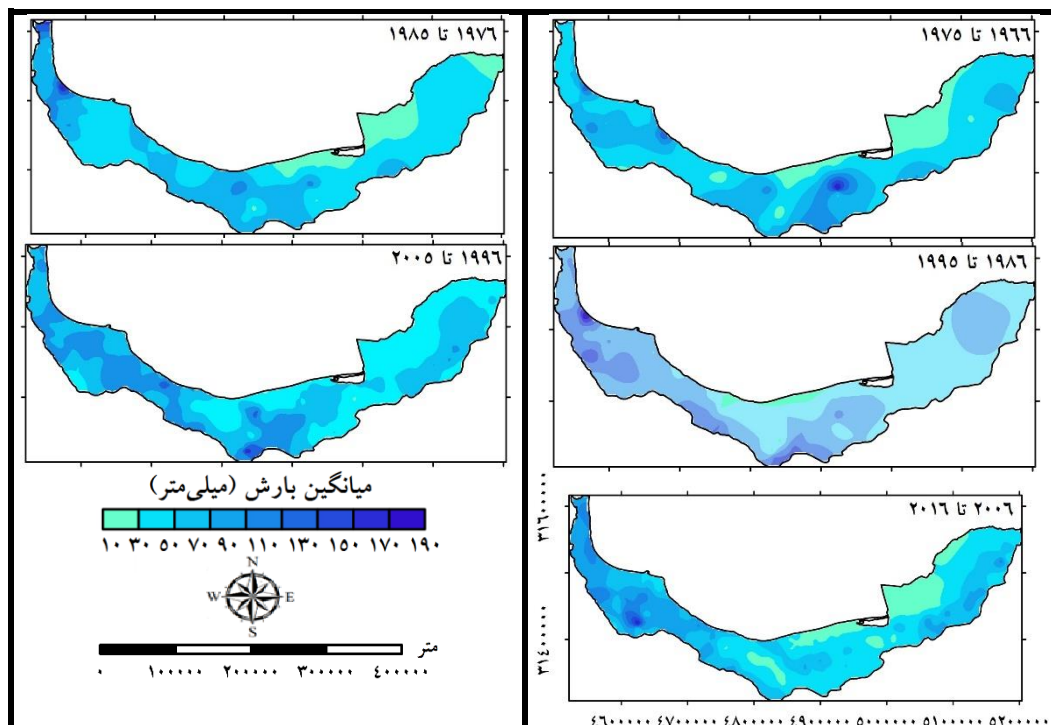 ۱۹۶۶ تا ۱۹۷۵
۱۹۷۶ تا ۱۹۸۵
۱۹۸۶ تا ۱۹۹۵
۱۹۹۶ تا ۲۰۰۵
۲۰۰۶ تا ۲۰۱۶
میانگین بارش (میلی‌متر)
۱۰ ۳۰ ۵۰ ۷۰ ۹۰ ۱۱۰ ۱۳۰ ۱۵۰ ۱۷۰ ۱۹۰
N
W E
S
متر
۰ ۱۰۰۰۰۰ ۲۰۰۰۰۰ ۳۰۰۰۰۰ ۴۰۰۰۰۰
۳۱۶۰۰۰۰۰
۳۱۴۰۰۰۰۰
۴۶۰۰۰۰۰ ۴۷۰۰۰۰۰ ۴۸۰۰۰۰۰ ۴۹۰۰۰۰۰ ۵۰۰۰۰۰۰ ۵۱۰۰۰۰۰ ۵۲۰۰۰۰۰